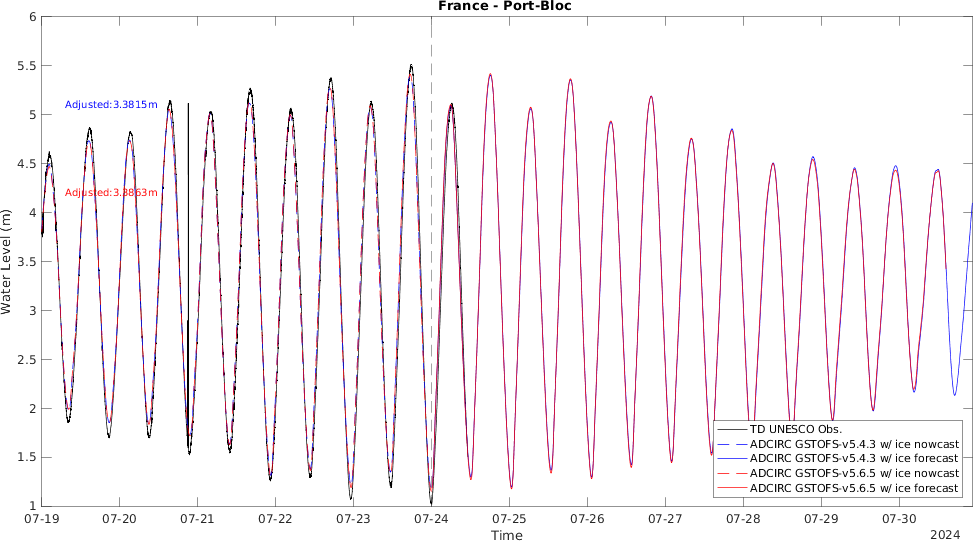 France - Port-Bloc
6
5.5
5
4.5
4
3.5
3
2.5
2
1.5
1
Water Level (m)
Adjusted:3.3815m
Adjusted:3.3863m
TD UNESCO Obs.
ADCIRC GSTOFS-v5.4.3 w/ ice nowcast
ADCIRC GSTOFS-v5.4.3 w/ ice forecast
ADCIRC GSTOFS-v5.6.5 w/ ice nowcast
ADCIRC GSTOFS-v5.6.5 w/ ice forecast
07-19 07-20 07-21 07-22 07-23 07-24 07-25 07-26 07-27 07-28 07-29 07-30
Time
2024